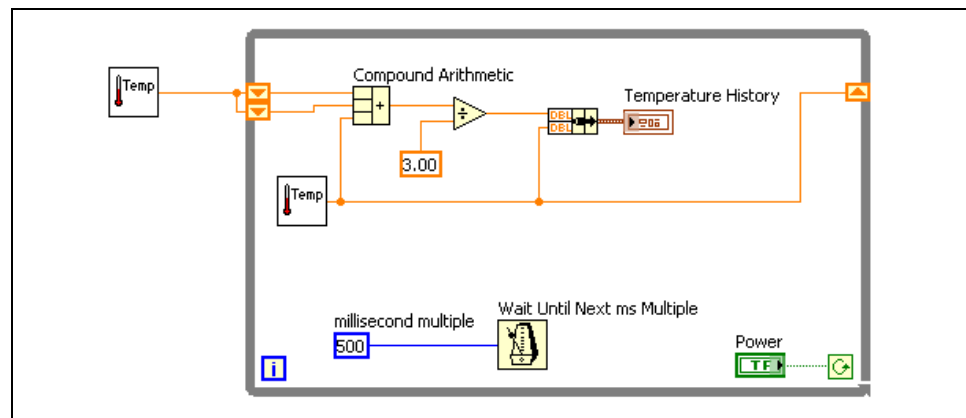 Temp
Compound Arithmetic
+
÷
Temperature History
DBL
DBL
3.00
Temp
Wait Until Next ms Multiple
millisecond multiple
500
Power
TF
i